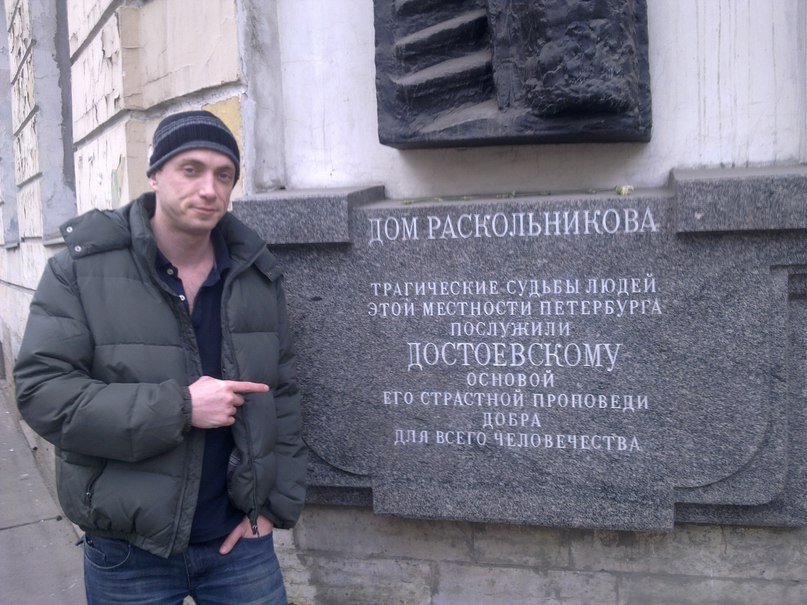 ДОМ РАСКОЛЬНИКОВА
ТРАГИЧЕСКИЕ СУДЬБЫ ЛЮДЕЙ
ЭТОЙ МЕСТНОСТИ ПЕТЕРБУРГА
ПОСЛУЖИЛИ
ДОСТОЕВСКОМУ
ОСНОВОЙ
ЕГО СТРАСТНОЙ ПРОПОВЕДИ
ДОБРА
ДЛЯ ВСЕГО ЧЕЛОВЕЧЕСТВА